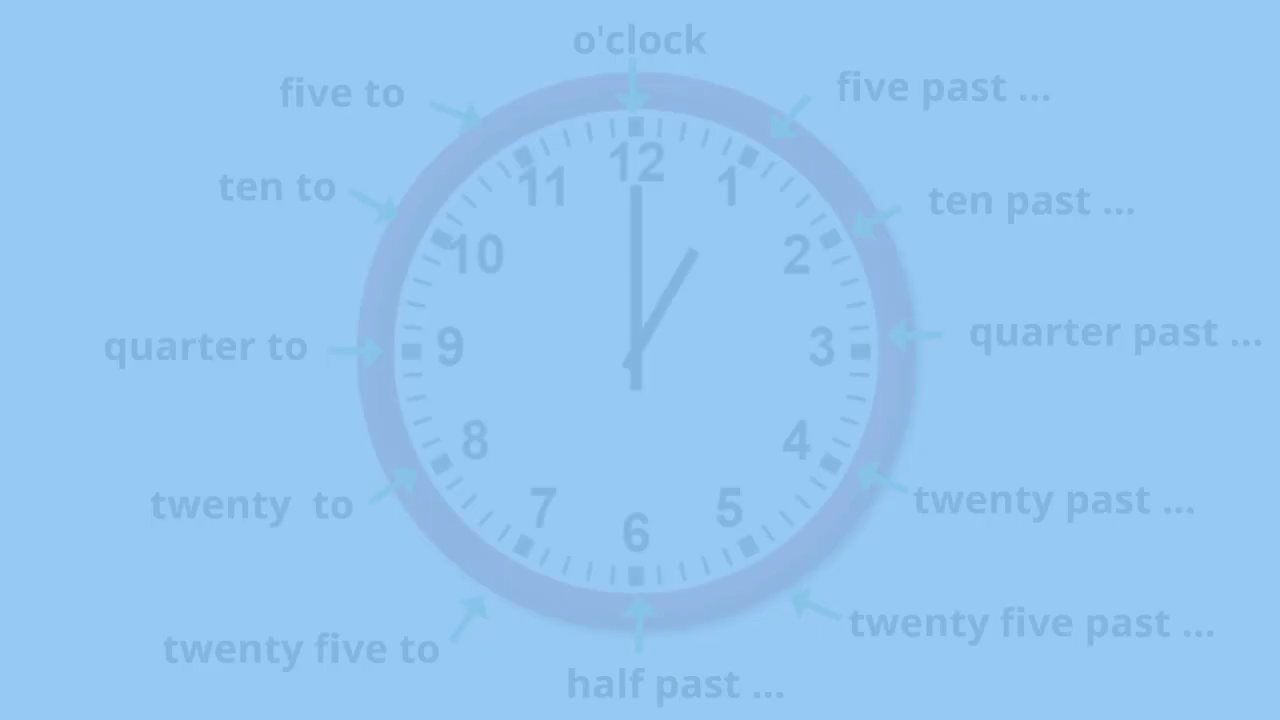 o'clock
five to
five past ...
ten to
ten past ...
quarter to
quarter past ...
twenty  to
twenty past ...
twenty five to
twenty five past ...
half past ...
12
1
2
3
4
5
6
7
8
9
10
11